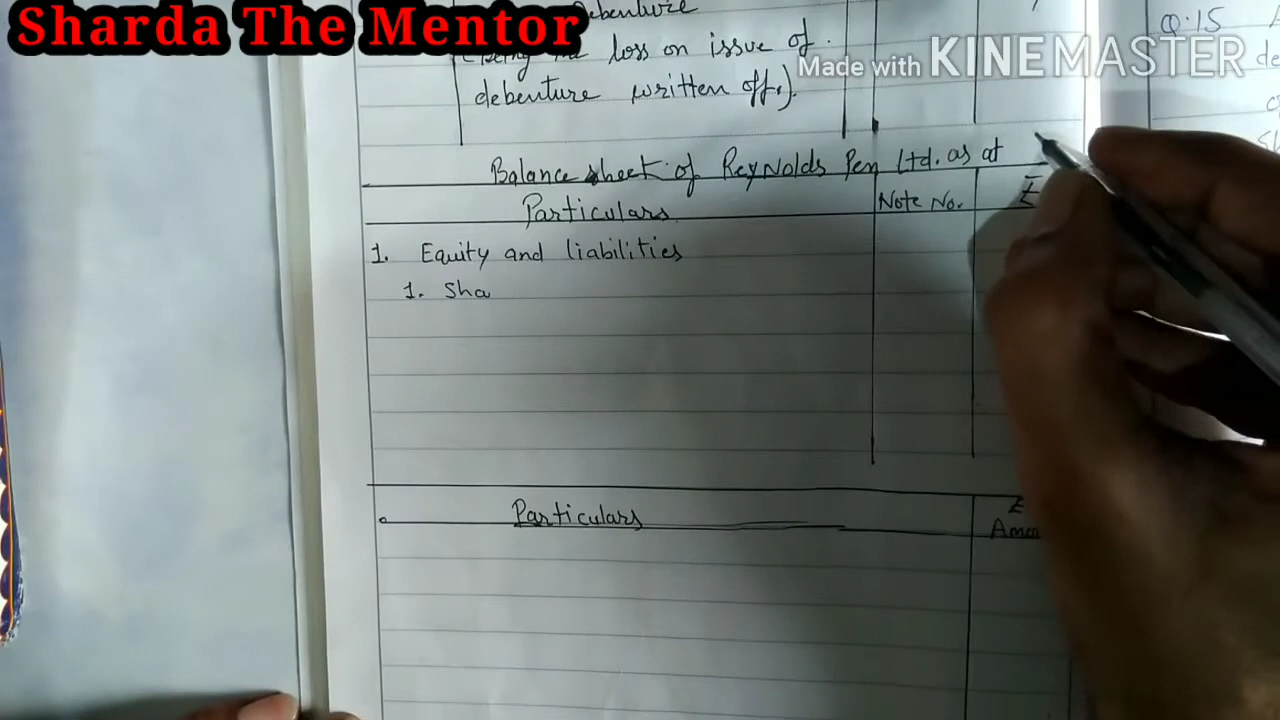 Sharda The Mentor
Debenture
loss on issue of
debenture written off.).
Made with KINEMASTER
Q.15
Balance sheet of Reynolds Pen Ltd. as at
Particulars Note No. ₹
1. Equity and liabilities
1. Sha
Particulars ₹
Amo